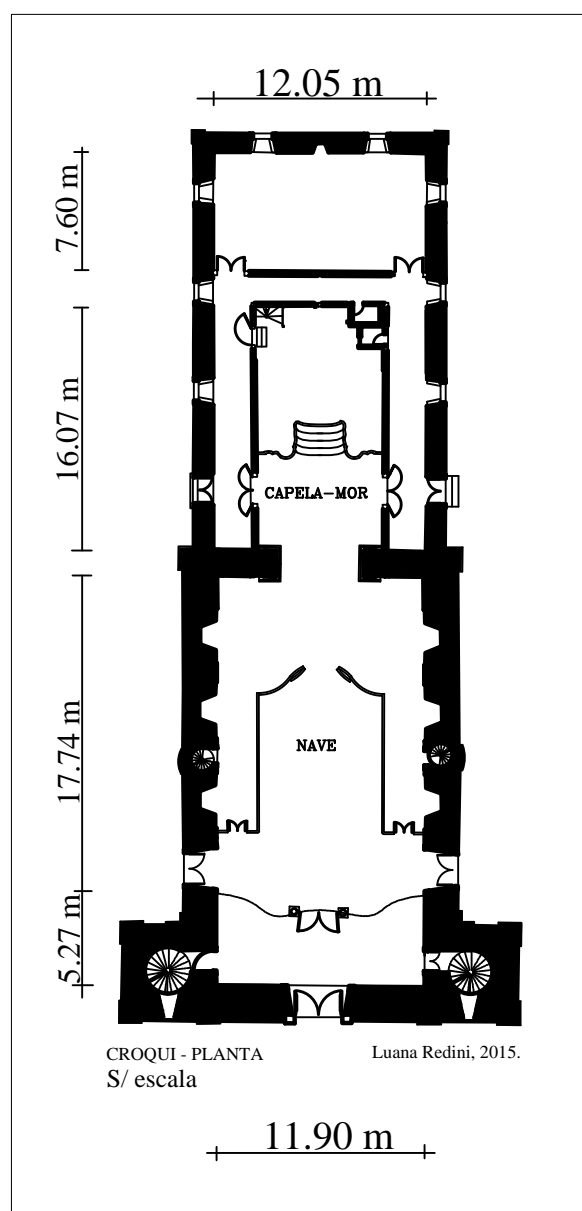 12.05 m
7.60 m
16.07 m
CAPELA-MOR
17.74 m
NAVE
5.27 m
CROQUI - PLANTA
Luana Redini, 2015.
S/ escala
11.90 m